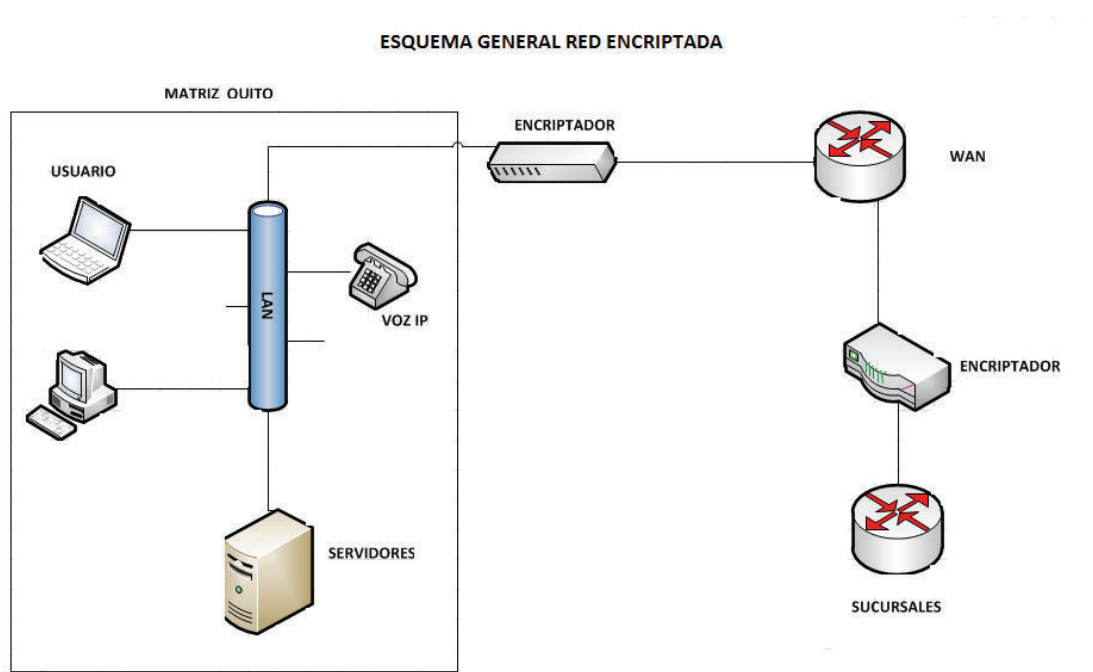 ESQUEMA GENERAL RED ENCRIPTADA
MATRIZ QUITO
ENCRIPTADOR
WAN
USUARIO
LAN
VOZ IP
ENCRIPTADOR
SERVIDORES
SUCURSALES